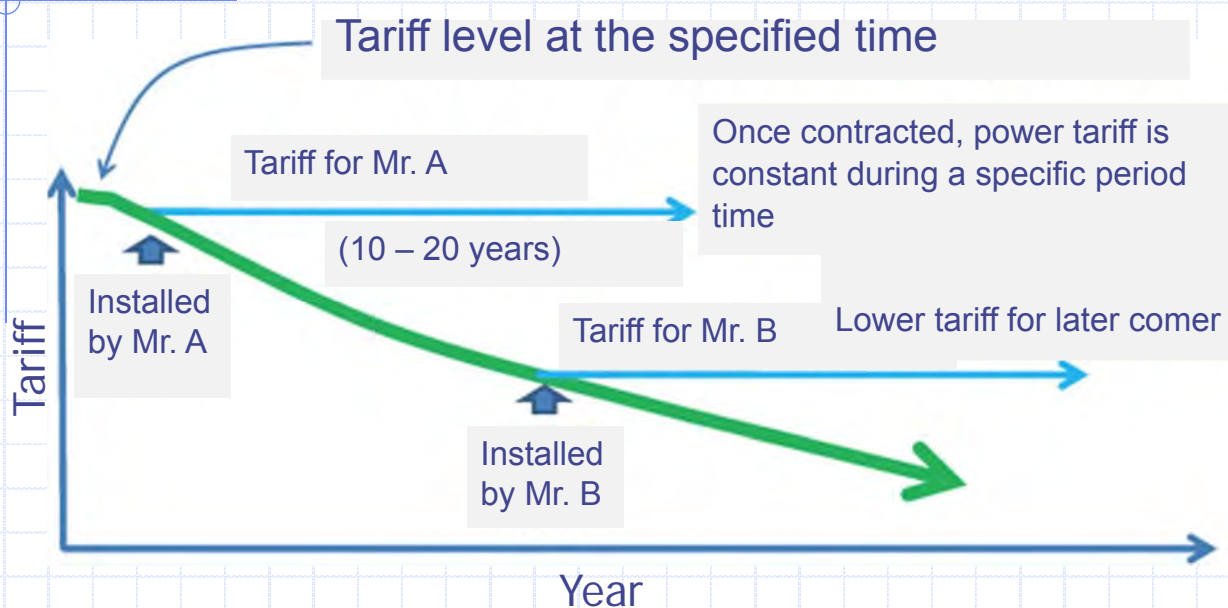 Tariff level at the specified time
Tariff for Mr. A
Once contracted, power tariff is
constant during a specific period
time
(10 – 20 years)
Installed
by Mr. A
Tariff for Mr. B
Lower tariff for later comer
Installed
by Mr. B
Tariff
Year